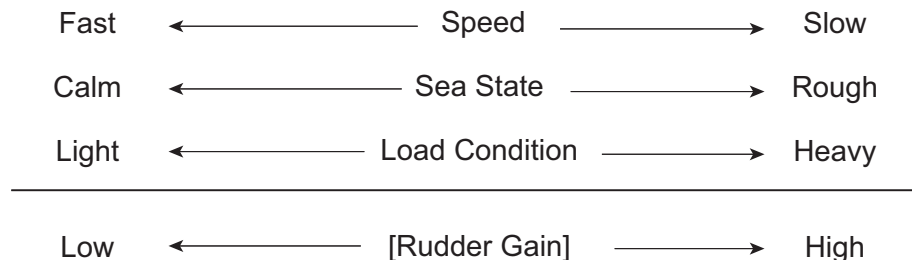 Fast Speed Slow
Calm Sea State Rough
Light Load Condition Heavy
Low [Rudder Gain] High